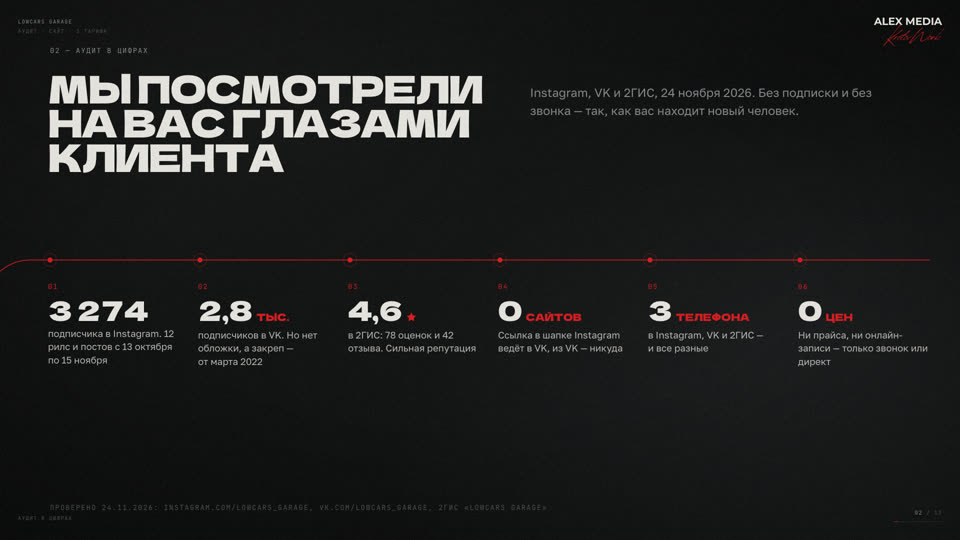 LOWCARS GARAGE
АУДИТ · САЙТ · 3 ТАРИФА
ALEX MEDIA
02 — АУДИТ В ЦИФРАХ
МЫ ПОСМОТРЕЛИ
НА ВАС ГЛАЗАМИ
КЛИЕНТА
Instagram, VK и 2ГИС, 24 ноября 2026. Без подписки и без
звонка — так, как вас находит новый человек.
01
3 274
подписчика в Instagram. 12
рилс и постов с 13 октября
по 15 ноября
02
2,8 ТЫС.
подписчиков в VK. Но нет
обложки, а закреп —
от марта 2022
03
4,6 ★
в 2ГИС: 78 оценок и 42
отзыва. Сильная репутация
04
0 САЙТОВ
Ссылка в шапке Instagram
ведёт в VK, из VK — никуда
05
3 ТЕЛЕФОНА
в Instagram, VK и 2ГИС —
и все разные
06
0 ЦЕН
Ни прайса, ни онлайн-
записи — только звонок или
директ
ПРОВЕРЕНО 24.11.2026: INSTAGRAM.COM/LOWCARS_GARAGE, VK.COM/LOWCARS_GARAGE, 2ГИС «LOWCARS GARAGE»
АУДИТ В ЦИФРАХ
02 / 13